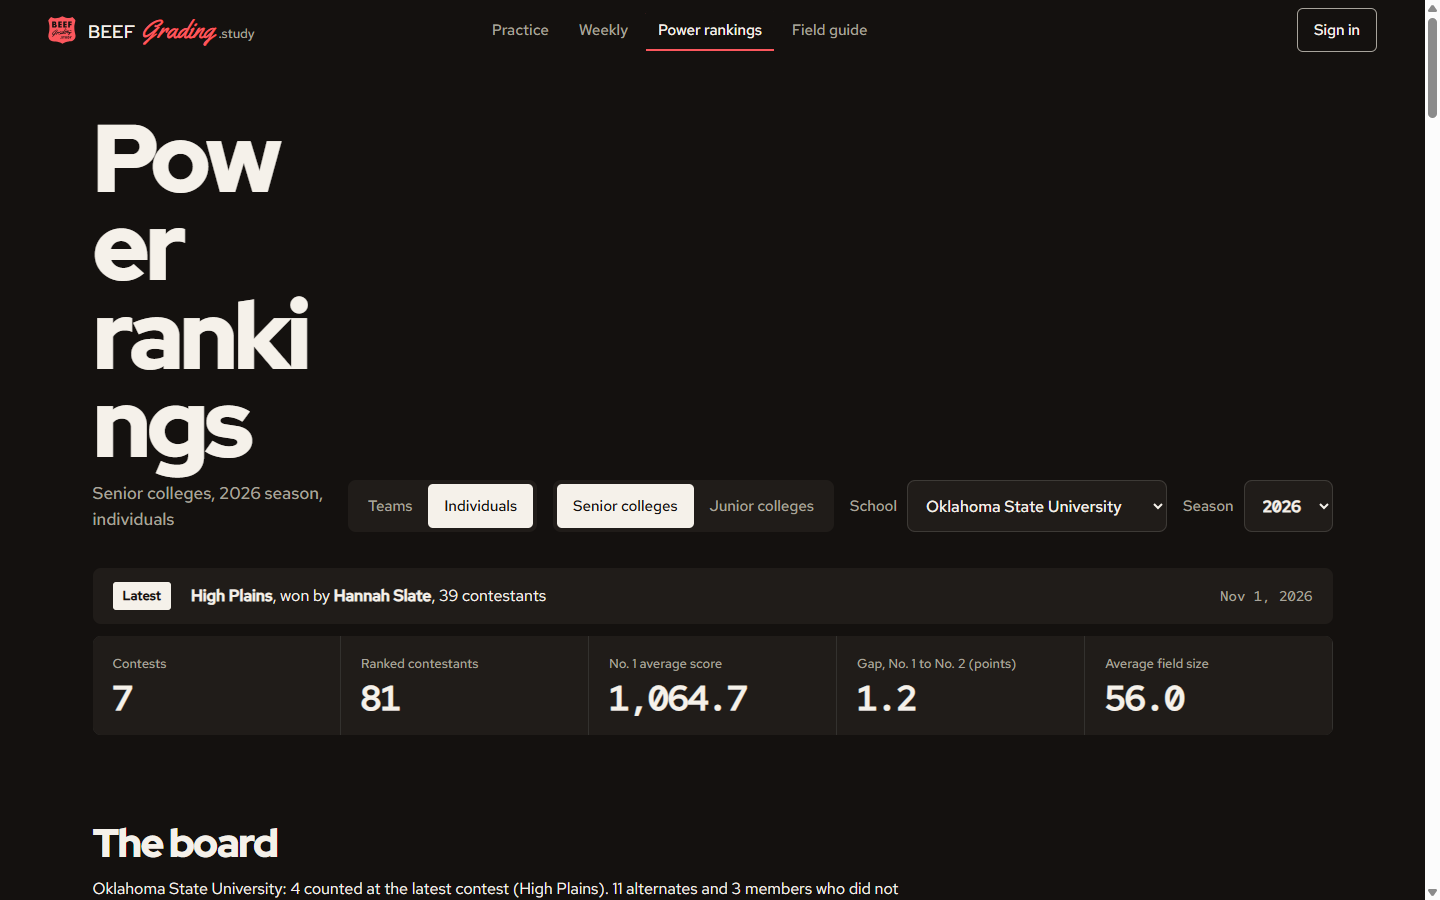 BEEF Grading.study
Practice
Weekly
Power rankings
Field guide
Sign in
Pow
er
ranki
ngs
Senior colleges, 2026 season,
individuals
Teams
Individuals
Senior colleges
Junior colleges
School
Oklahoma State University
Season
2026
Latest
High Plains, won by Hannah Slate, 39 contestants
Nov 1, 2026
Contests
7
Ranked contestants
81
No. 1 average score
1,064.7
Gap, No. 1 to No. 2 (points)
1.2
Average field size
56.0
The board
Oklahoma State University: 4 counted at the latest contest (High Plains). 11 alternates and 3 members who did not